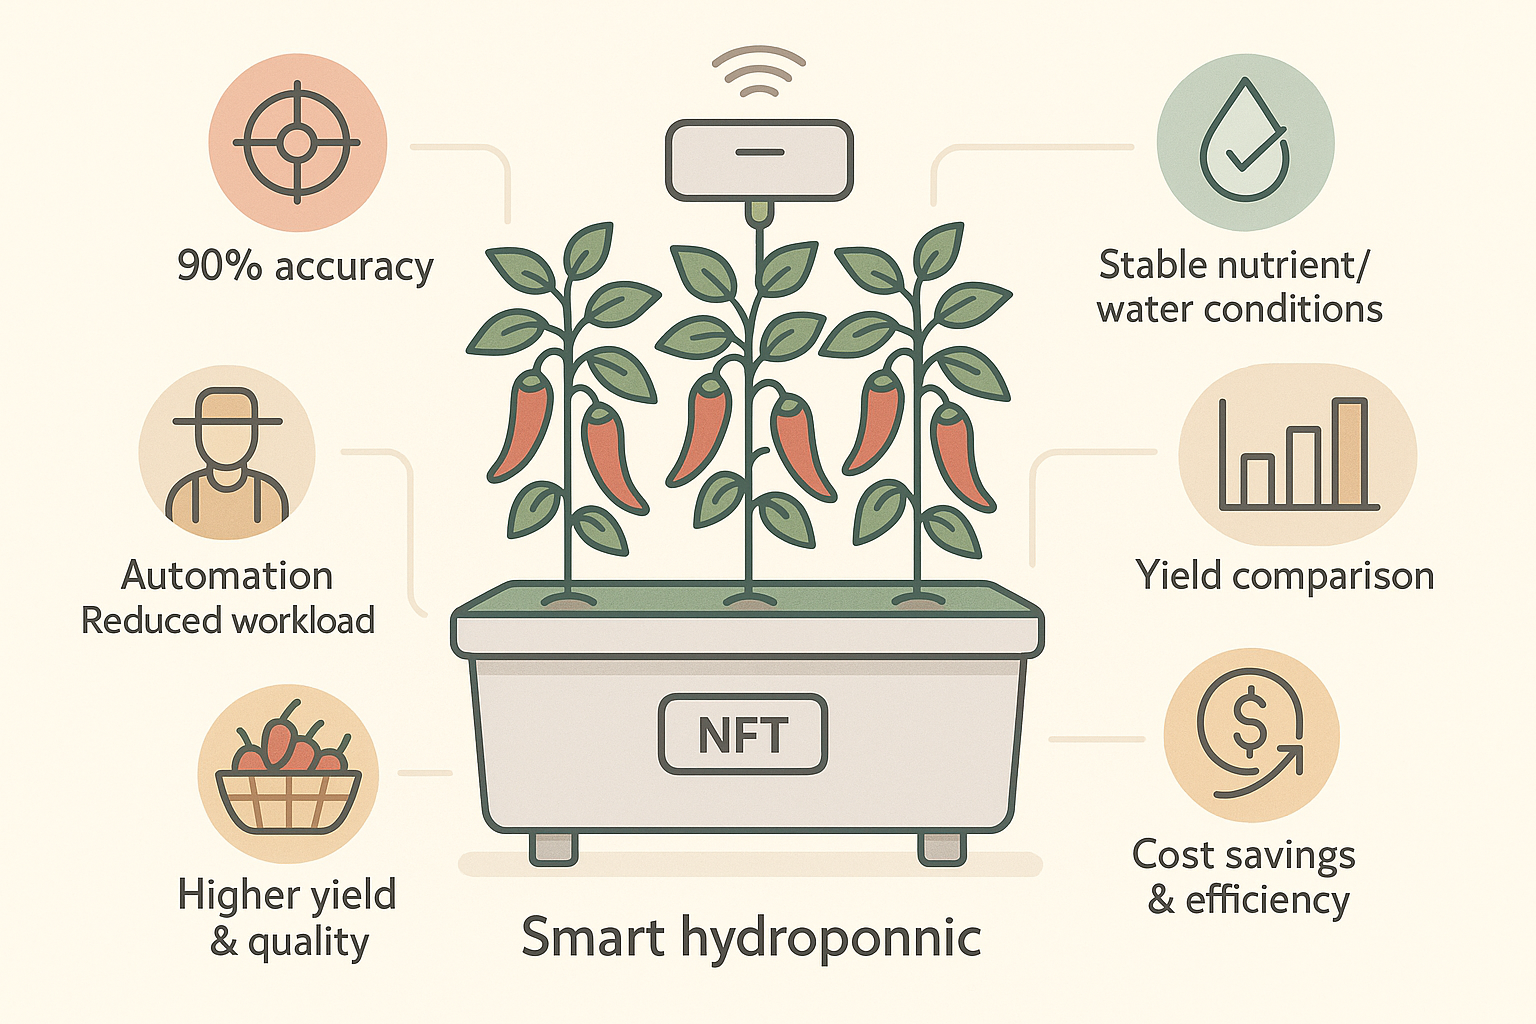 90% accuracy
Stable nutrient/
water conditions
Automation
Reduced workload
Yield comparison
NFT
Higher yield
& quality
Cost savings
& efficiency
Smart hydroponnic